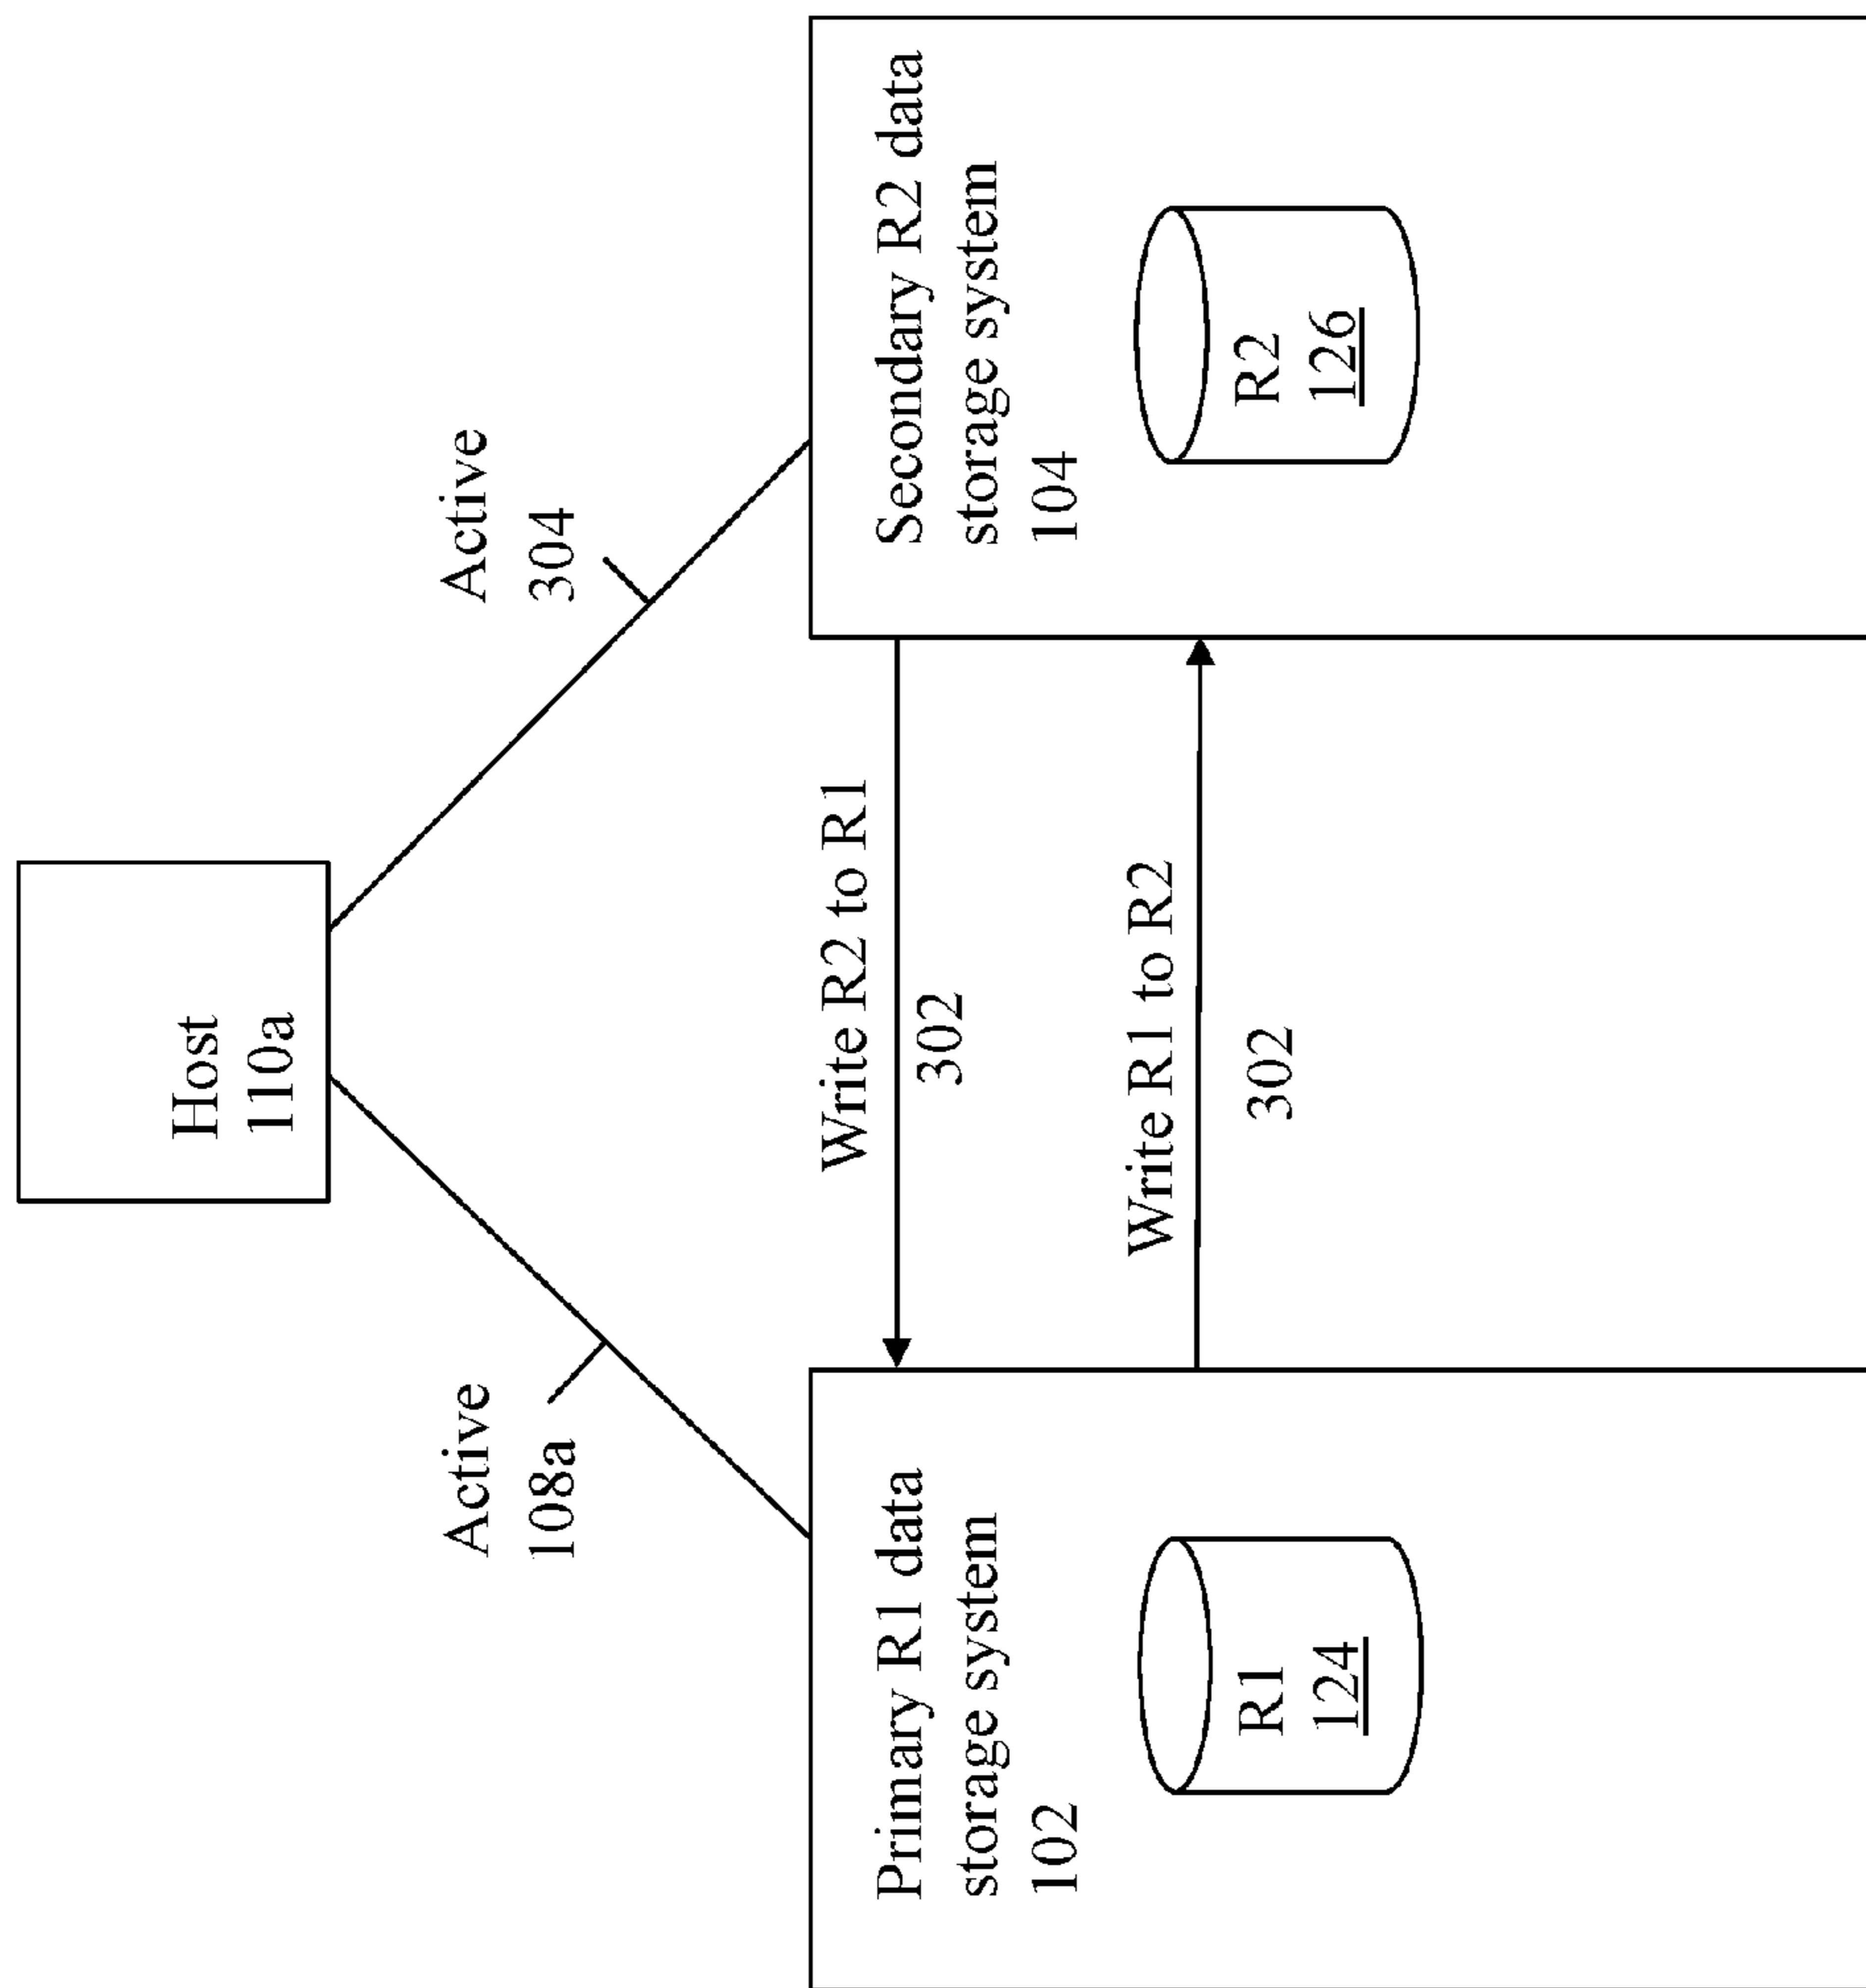 Host
110a
Active
108a
Active
304
Write R2 to R1
302
Write R1 to R2
302
Primary R1 data
storage system
102
R1
124
Secondary R2 data
storage system
104
R2
126